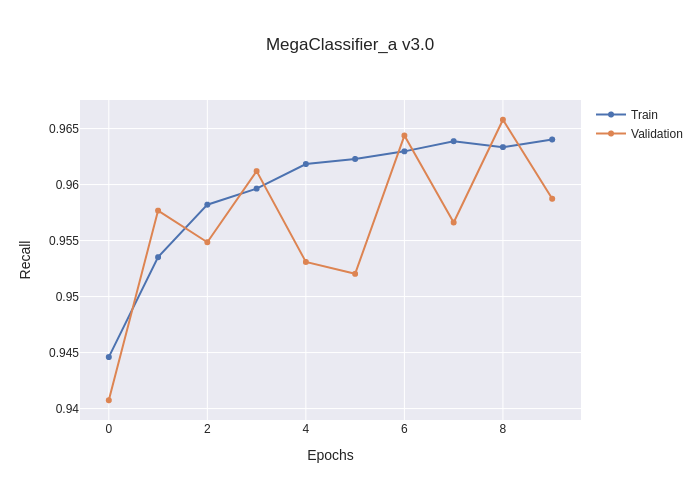 MegaClassifier_a v3.0
Train
Validation
0.965
0.96
0.955
0.95
0.945
0.94
Recall
0
2
4
6
8
Epochs